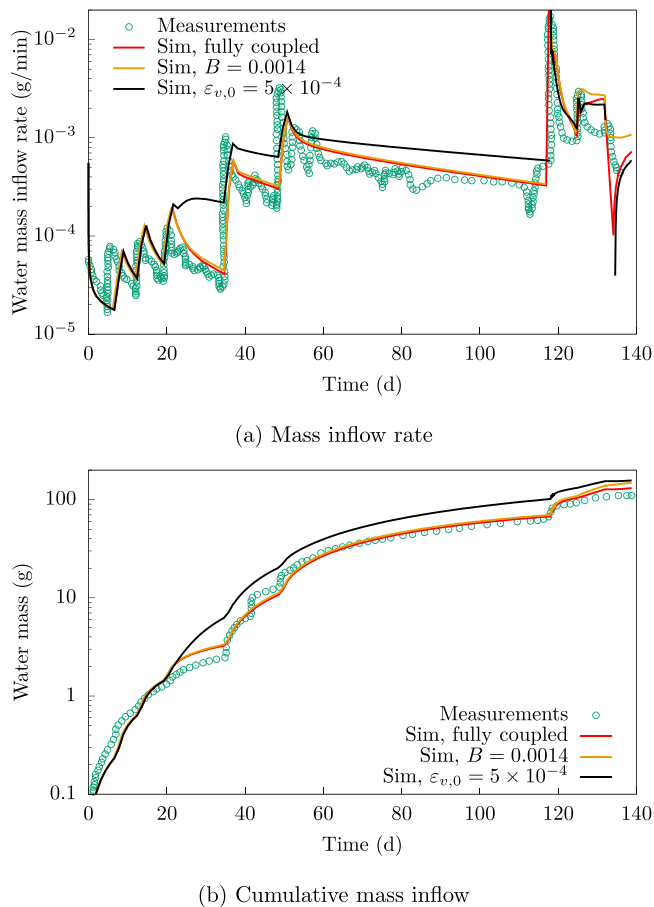 10⁻²
10⁻³
10⁻⁴
10⁻⁵
Water mass inflow rate (g/min)
Measurements
Sim, fully coupled
Sim, B = 0.0014
Sim, εᵥ,₀ = 5 × 10⁻⁴
0 20 40 60 80 100 120 140
Time (d)
(a) Mass inflow rate
100
10
1
0.1
Water mass (g)
Measurements
Sim, fully coupled
Sim, B = 0.0014
Sim, εᵥ,₀ = 5 × 10⁻⁴
0 20 40 60 80 100 120 140
Time (d)
(b) Cumulative mass inflow